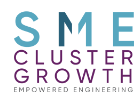 SME
CLUSTER
GROWTH
EMPOWERED ENGINEERING